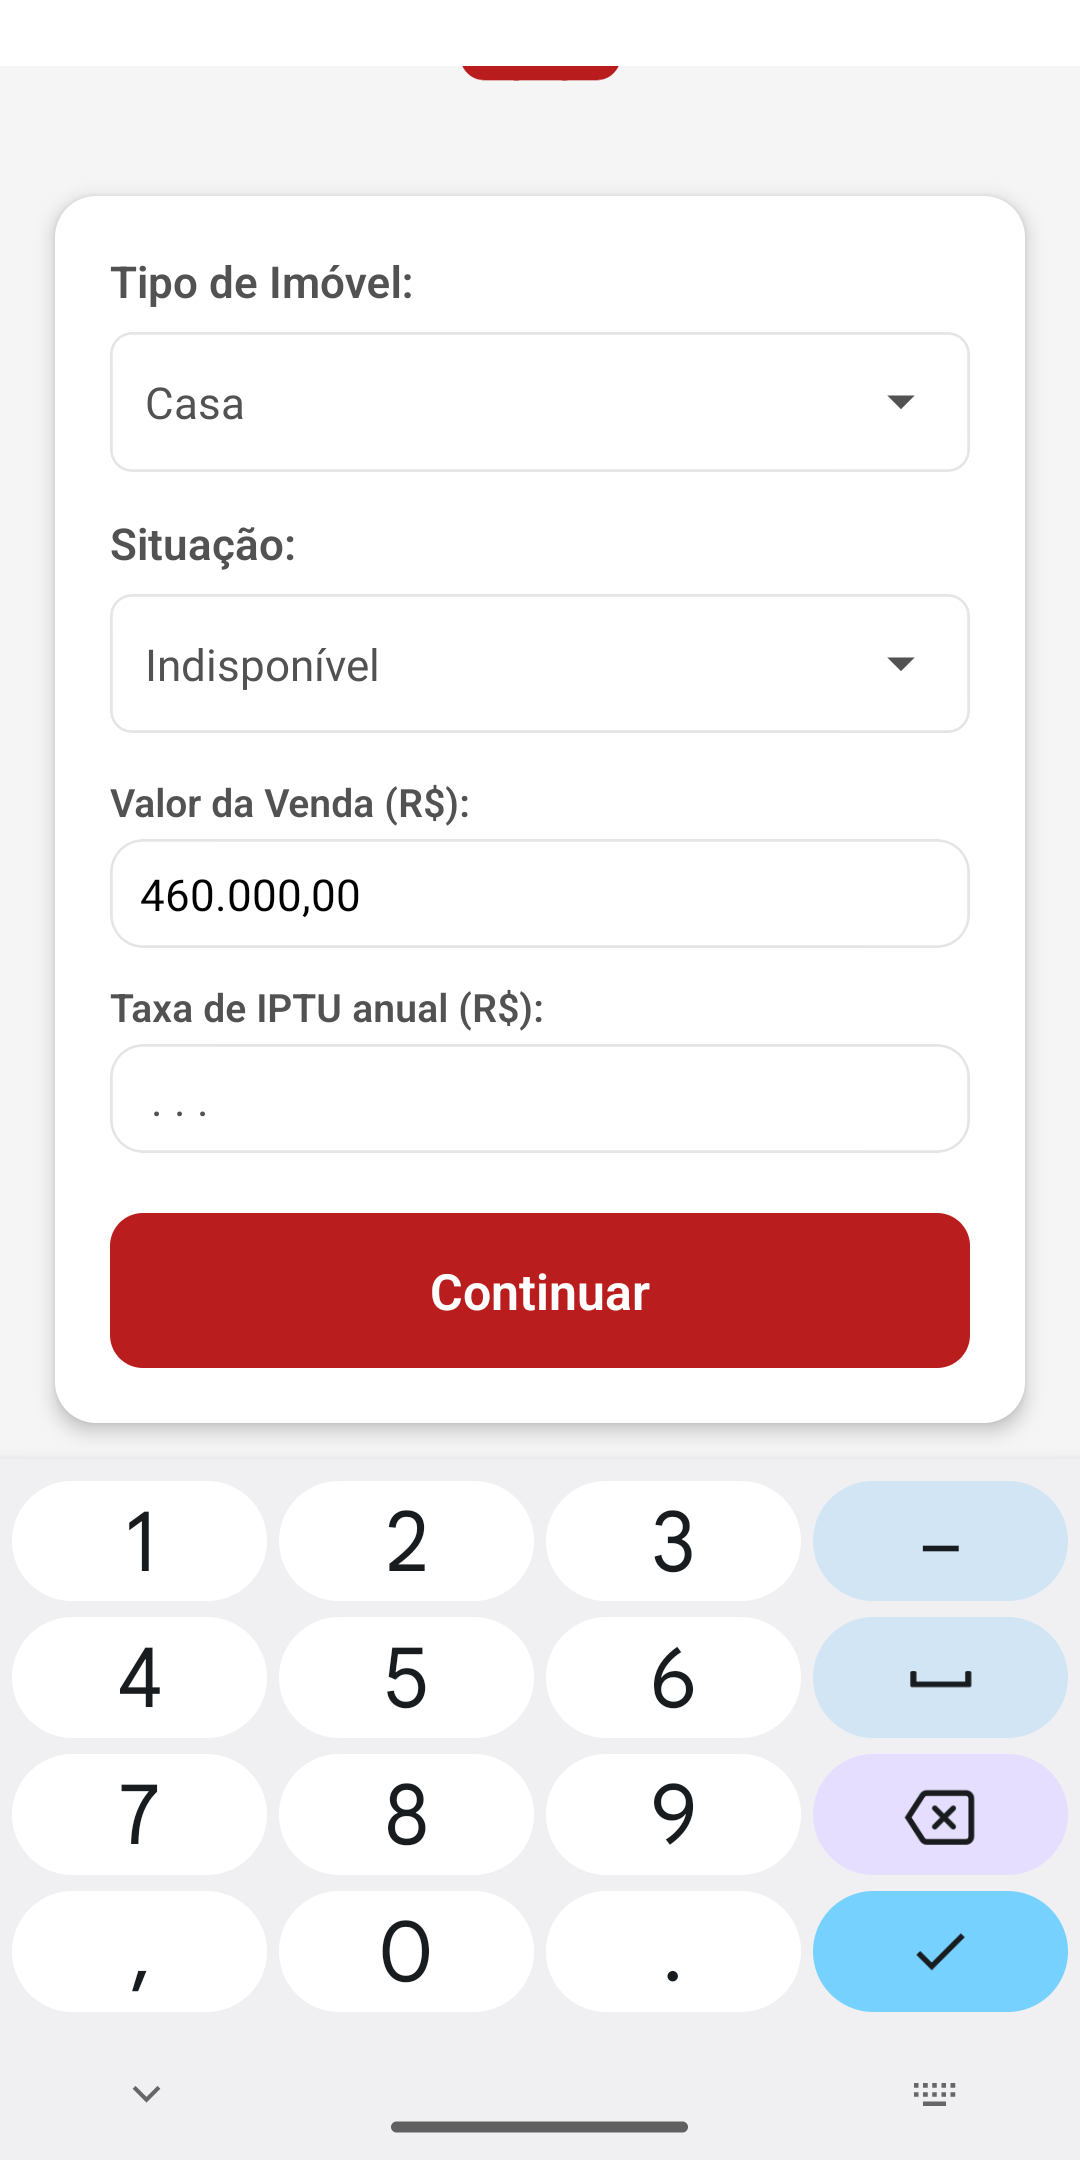 Tipo de Imóvel:
Casa
Situação:
Indisponível
Valor da Venda (R$):
460.000,00
Taxa de IPTU anual (R$):
. . .
Continuar
1 2 3 –
4 5 6
7 8 9
, 0 .